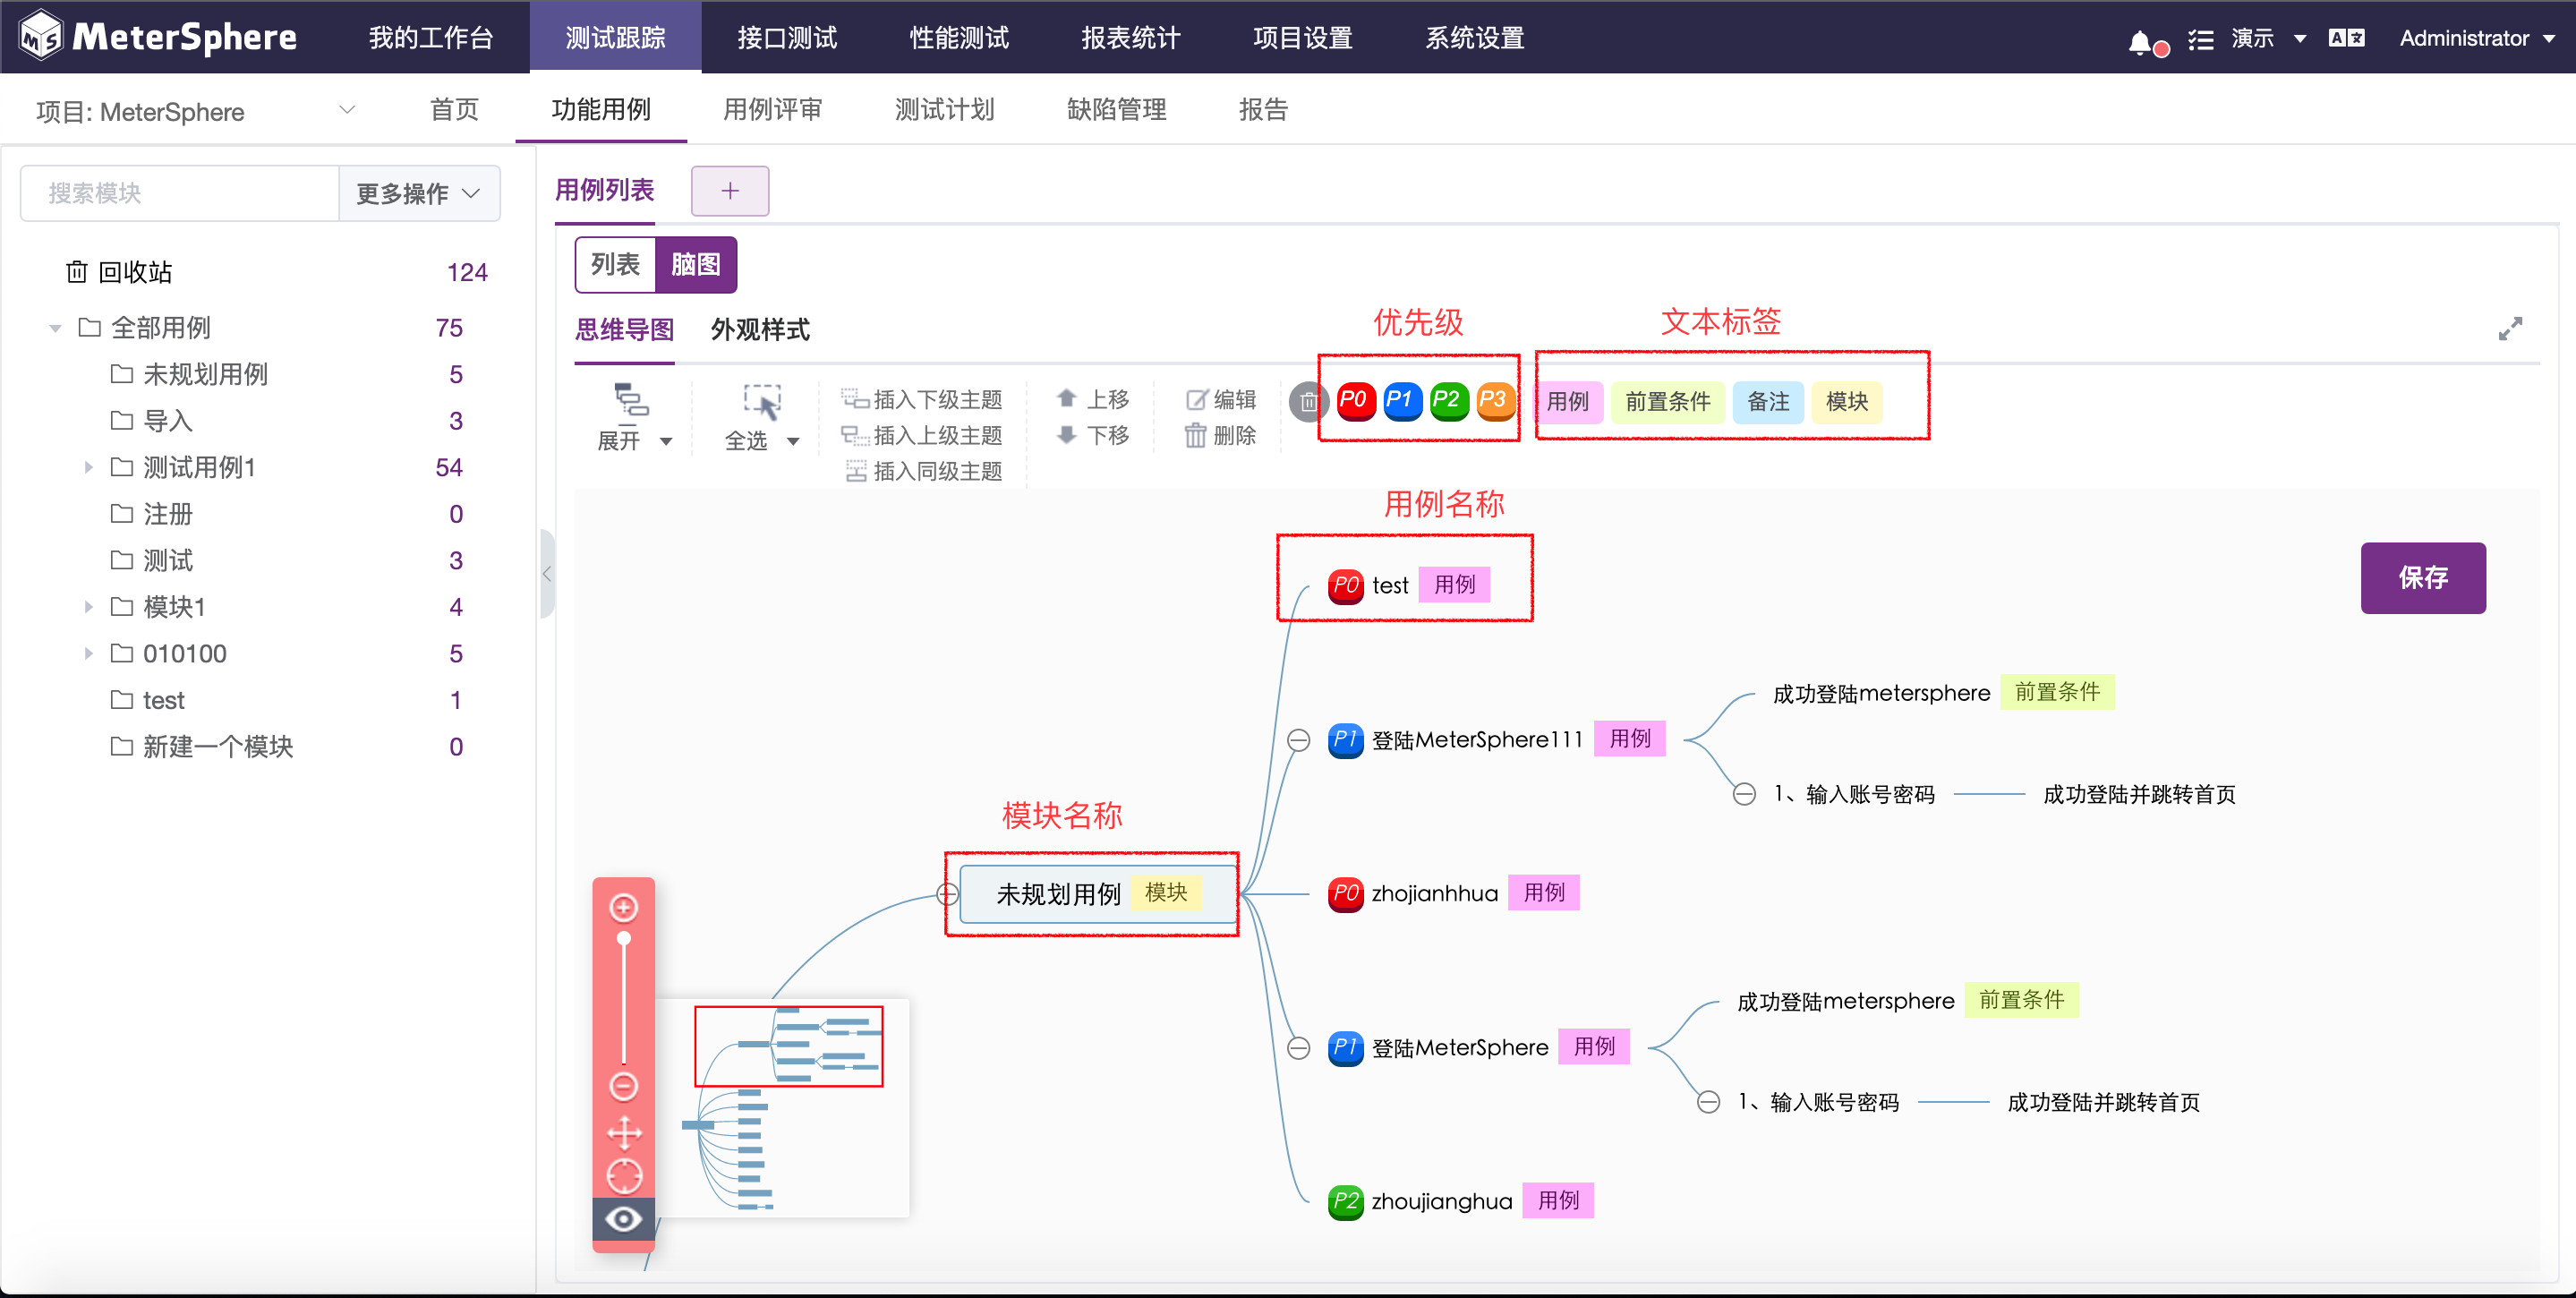 MS MeterSphere 我的工作台 测试跟踪 接口测试 性能测试 报表统计 项目设置 系统设置 演示 Administrator
项目: MeterSphere 首页 功能用例 用例评审 测试计划 缺陷管理 报告
搜索模块 更多操作
回收站 124
全部用例 75
未规划用例 5
导入 3
测试用例1 54
注册 0
测试 3
模块1 4
010100 5
test 1
新建一个模块 0
用例列表 +
列表 脑图
思维导图 外观样式
优先级 文本标签
展开 全选
插入下级主题
插入上级主题
插入同级主题
上移
下移
编辑
删除
P0 P1 P2 P3 用例 前置条件 备注 模块
用例名称
P0 test 用例
保存
成功登陆metersphere 前置条件
P1 登陆MeterSphere111 用例
1、输入账号密码 成功登陆并跳转首页
模块名称
未规划用例 模块
P0 zhojianhhua 用例
成功登陆metersphere 前置条件
P1 登陆MeterSphere 用例
1、输入账号密码 成功登陆并跳转首页
P2 zhoujianghua 用例